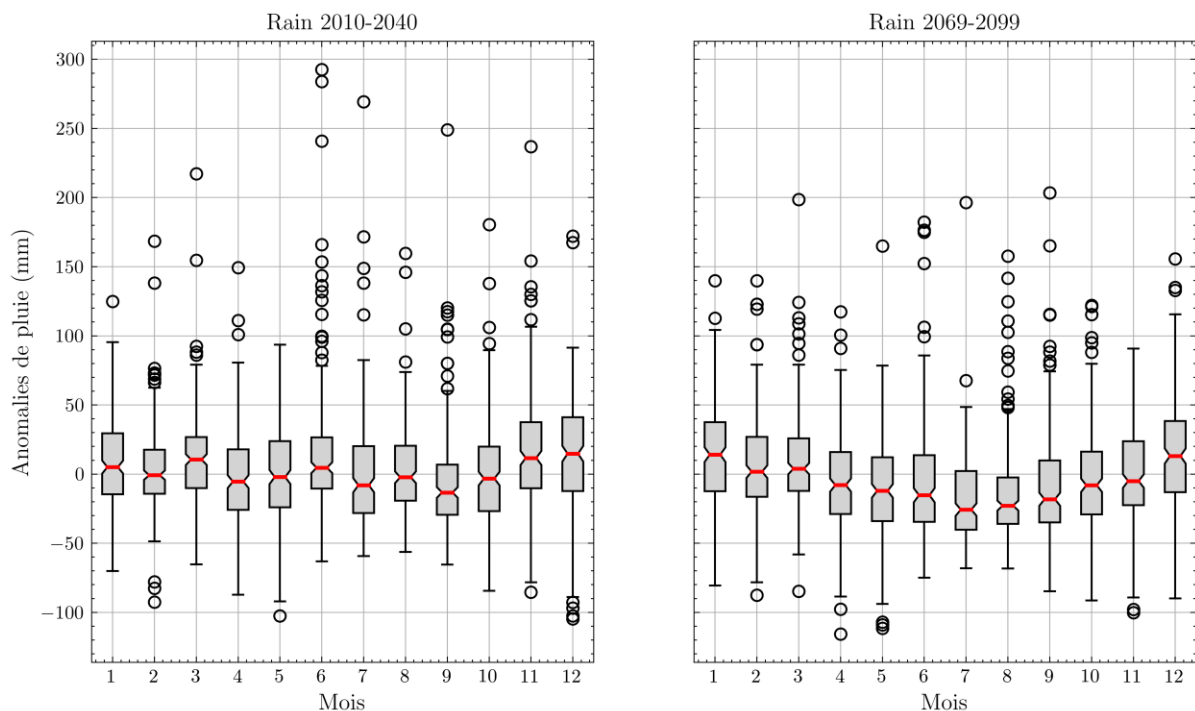 Rain 2010-2040
Rain 2069-2099
Anomalies de pluie (mm)
300
250
200
150
100
50
0
−50
−100
1 2 3 4 5 6 7 8 9 10 11 12
1 2 3 4 5 6 7 8 9 10 11 12
Mois
Mois